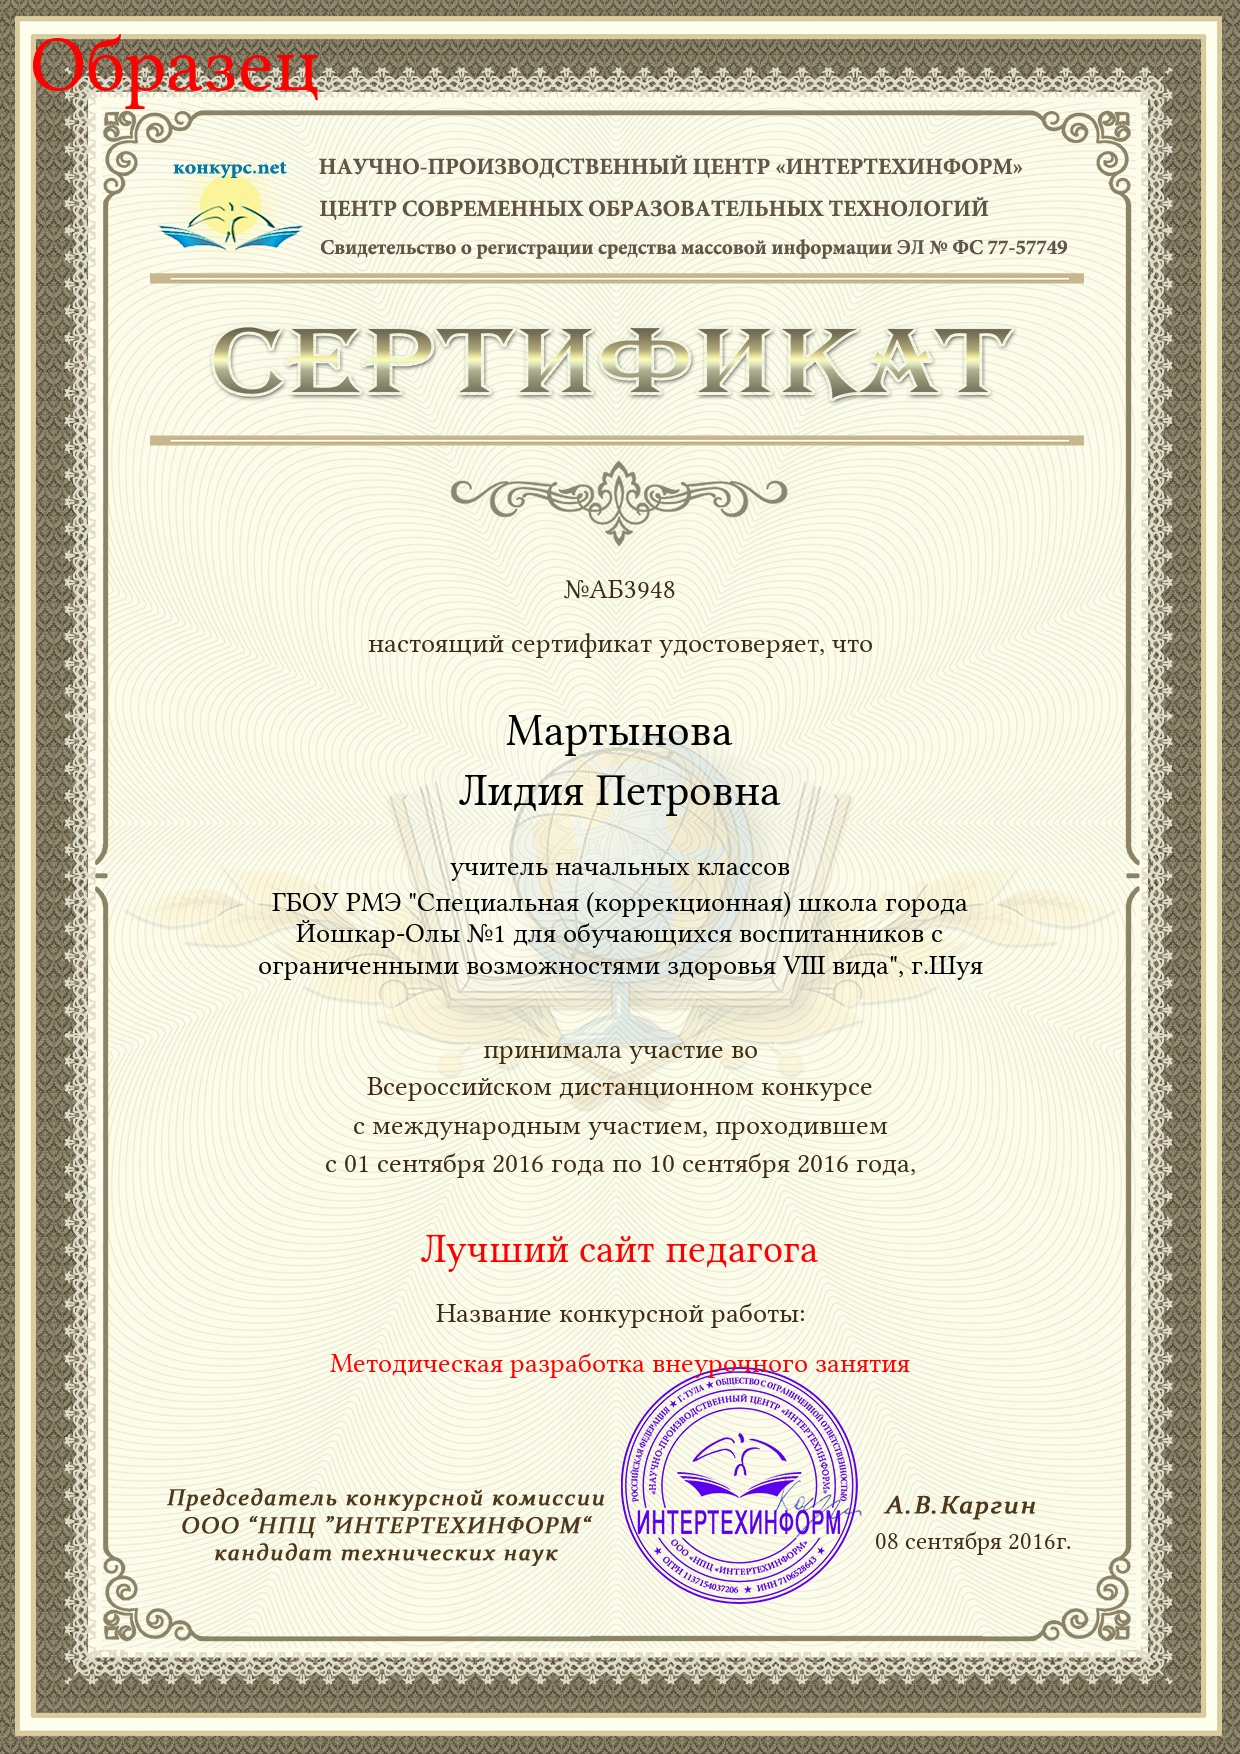 Образец
конкурс.net
НАУЧНО-ПРОИЗВОДСТВЕННЫЙ ЦЕНТР «ИНТЕРТЕХИНФОРМ»
ЦЕНТР СОВРЕМЕННЫХ ОБРАЗОВАТЕЛЬНЫХ ТЕХНОЛОГИЙ
Свидетельство о регистрации средства массовой информации ЭЛ № ФС 77-57749
СЕРТИФИКАТ
№АБ3948
настоящий сертификат удостоверяет, что
Мартынова
Лидия Петровна
учитель начальных классов
ГБОУ РМЭ "Специальная (коррекционная) школа города
Йошкар-Олы №1 для обучающихся воспитанников с
ограниченными возможностями здоровья VIII вида", г.Шуя
принимала участие во
Всероссийском дистанционном конкурсе
с международным участием, проходившем
с 01 сентября 2016 года по 10 сентября 2016 года,
Лучший сайт педагога
Название конкурсной работы:
Методическая разработка внеурочного занятия
Председатель конкурсной комиссии
ООО “НПЦ ”ИНТЕРТЕХИНФОРМ“
кандидат технических наук
РОССИЙСКАЯ ФЕДЕРАЦИЯ ★ Г. ТУЛА ★ ОБЩЕСТВО С ОГРАНИЧЕННОЙ ОТВЕТСТВЕННОСТЬЮ
«НАУЧНО-ПРОИЗВОДСТВЕННЫЙ ЦЕНТР «ИНТЕРТЕХИНФОРМ»
ИНТЕРТЕХИНФОРМ
ООО «НПЦ «ИНТЕРТЕХИНФОРМ»
★ ОГРН 1137154037206 ★ ИНН 7106528643 ★
А.В.Каргин
08 сентября 2016г.